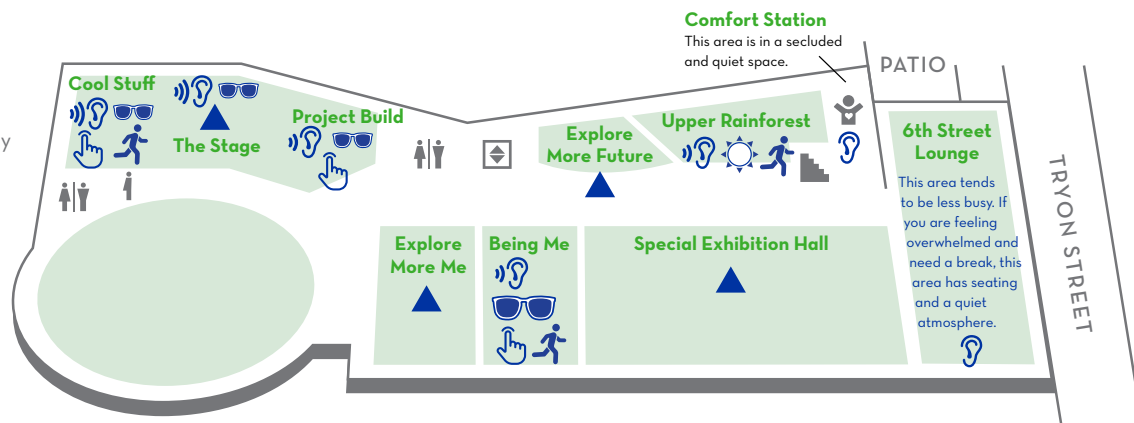 Comfort Station
This area is in a secluded
and quiet space.
PATIO
Cool Stuff
The Stage
Project Build
Explore
More Future
Upper Rainforest
6th Street
Lounge
This area tends
to be less busy. If
you are feeling
overwhelmed and
need a break, this
area has seating
and a quiet
atmosphere.
TRYON STREET
y
Explore
More Me
Being Me
Special Exhibition Hall